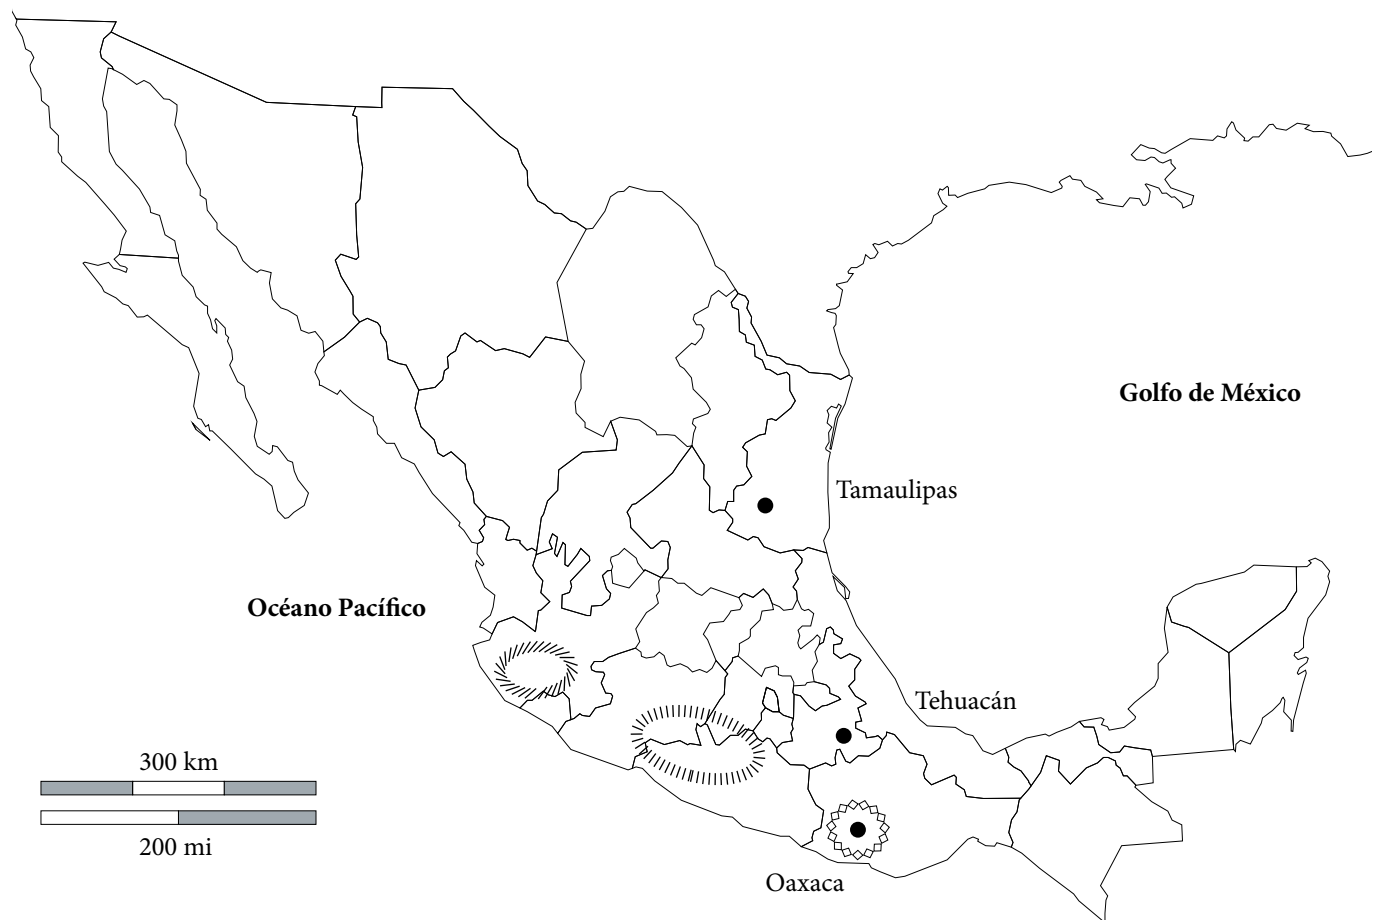 Golfo de México
Tamaulipas
Océano Pacífico
Tehuacán
300 km
200 mi
Oaxaca